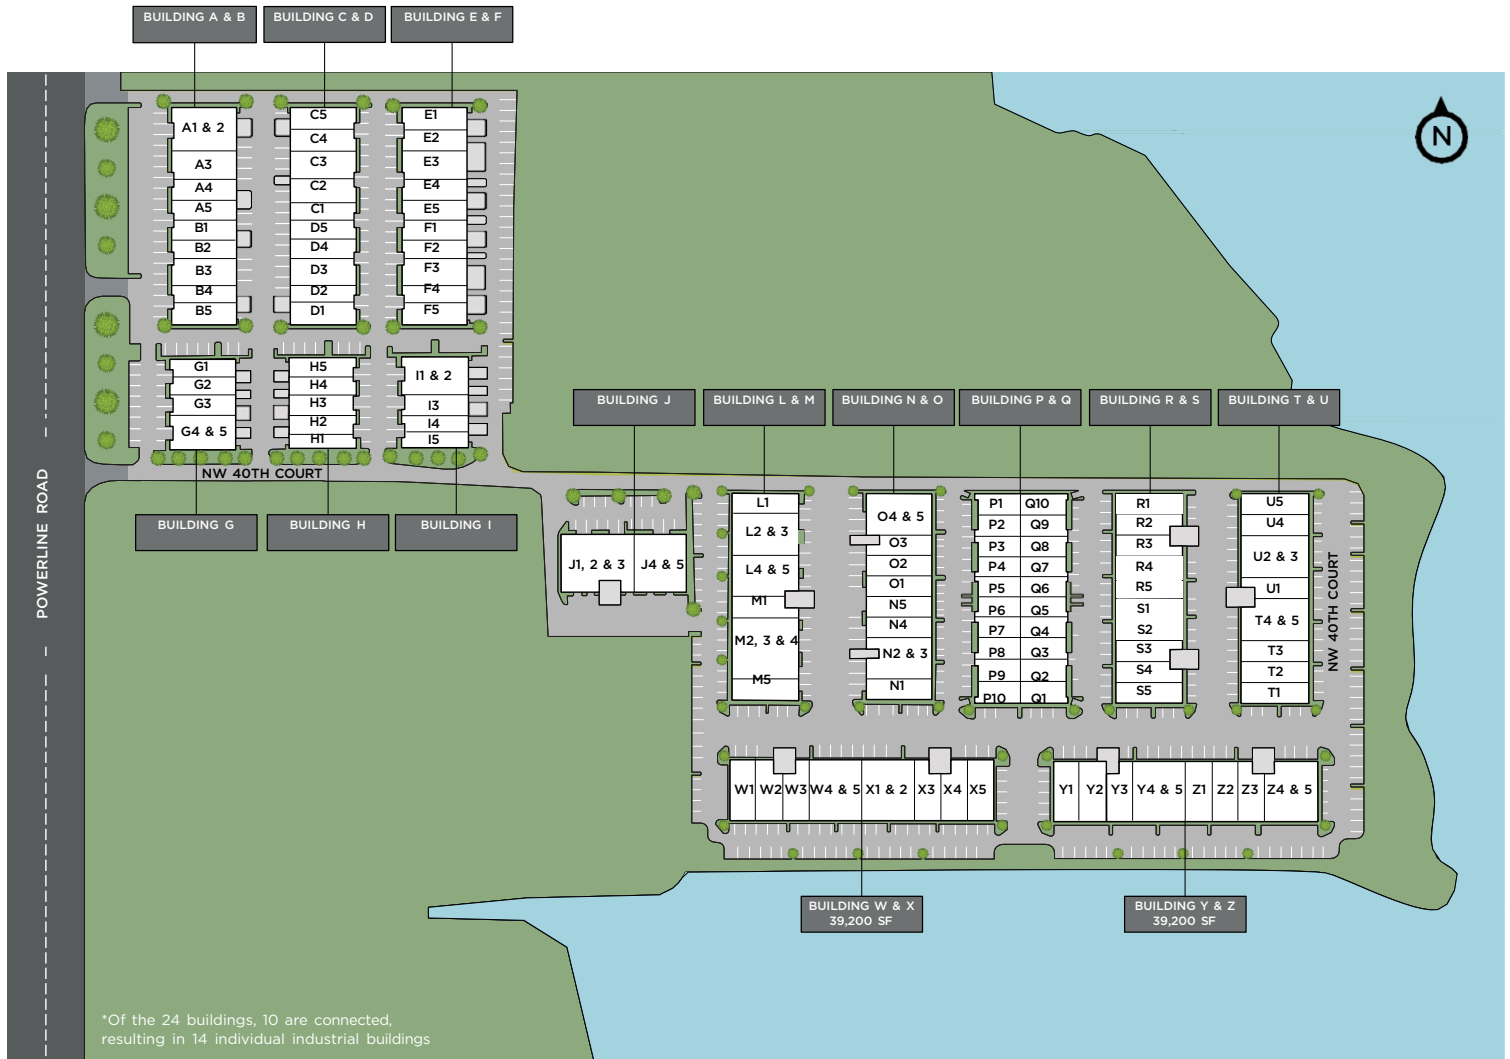 BUILDING A & B
BUILDING C & D
BUILDING E & F
N
A1 & 2
A3
A4
A5
B1
B2
B3
B4
B5
C5
C4
C3
C2
C1
D5
D4
D3
D2
D1
E1
E2
E3
E4
E5
F1
F2
F3
F4
F5
G1
G2
G3
G4 & 5
H5
H4
H3
H2
H1
I1 & 2
I3
I4
I5
NW 40TH COURT
BUILDING G
BUILDING H
BUILDING I
POWERLINE ROAD
BUILDING J
BUILDING L & M
BUILDING N & O
BUILDING P & Q
BUILDING R & S
BUILDING T & U
J1, 2 & 3
J4 & 5
L1
L2 & 3
L4 & 5
M1
M2, 3 & 4
M5
O4 & 5
O3
O2
O1
N5
N4
N2 & 3
N1
P1 Q10
P2 Q9
P3 Q8
P4 Q7
P5 Q6
P6 Q5
P7 Q4
P8 Q3
P9 Q2
P10 Q1
R1
R2
R3
R4
R5
S1
S2
S3
S4
S5
U5
U4
U2 & 3
U1
T4 & 5
T3
T2
T1
NW 40TH COURT
W1 W2 W3 W4 & 5 X1 & 2 X3 X4 X5
Y1 Y2 Y3 Y4 & 5 Z1 Z2 Z3 Z4 & 5
BUILDING W & X
39,200 SF
BUILDING Y & Z
39,200 SF
*Of the 24 buildings, 10 are connected,
resulting in 14 individual industrial buildings